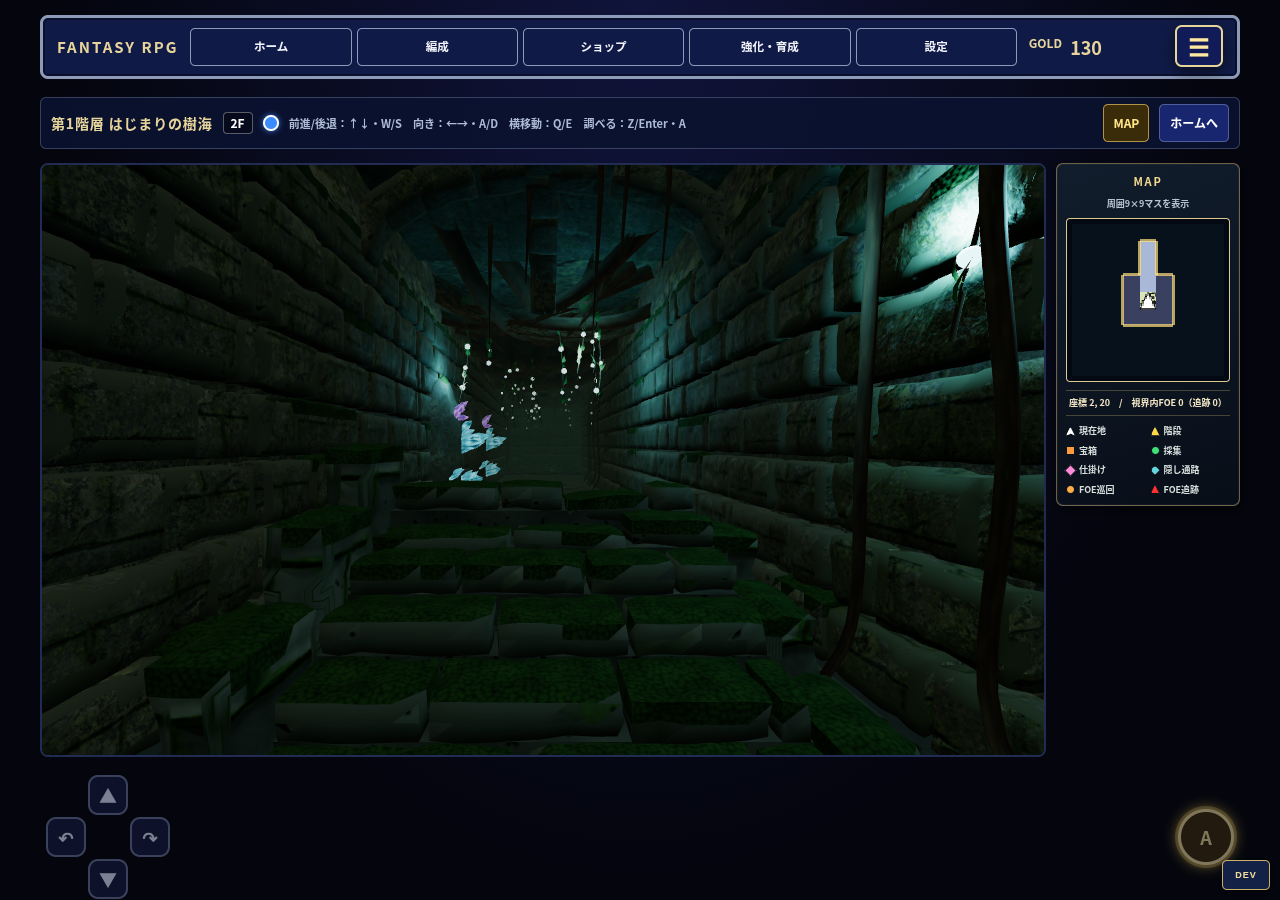 FANTASY RPG ホーム 編成 ショップ 強化・育成 設定 GOLD 130
第1階層 はじまりの樹海 2F 前進/後退：↑↓・W/S 向き：←→・A/D 横移動：Q/E 調べる：Z/Enter・A MAP ホームへ
MAP
周囲9×9マスを表示
座標 2, 20 / 視界内FOE 0（追跡 0）
現在地 階段
宝箱 採集
仕掛け 隠し通路
FOE巡回 FOE追跡
A
DEV